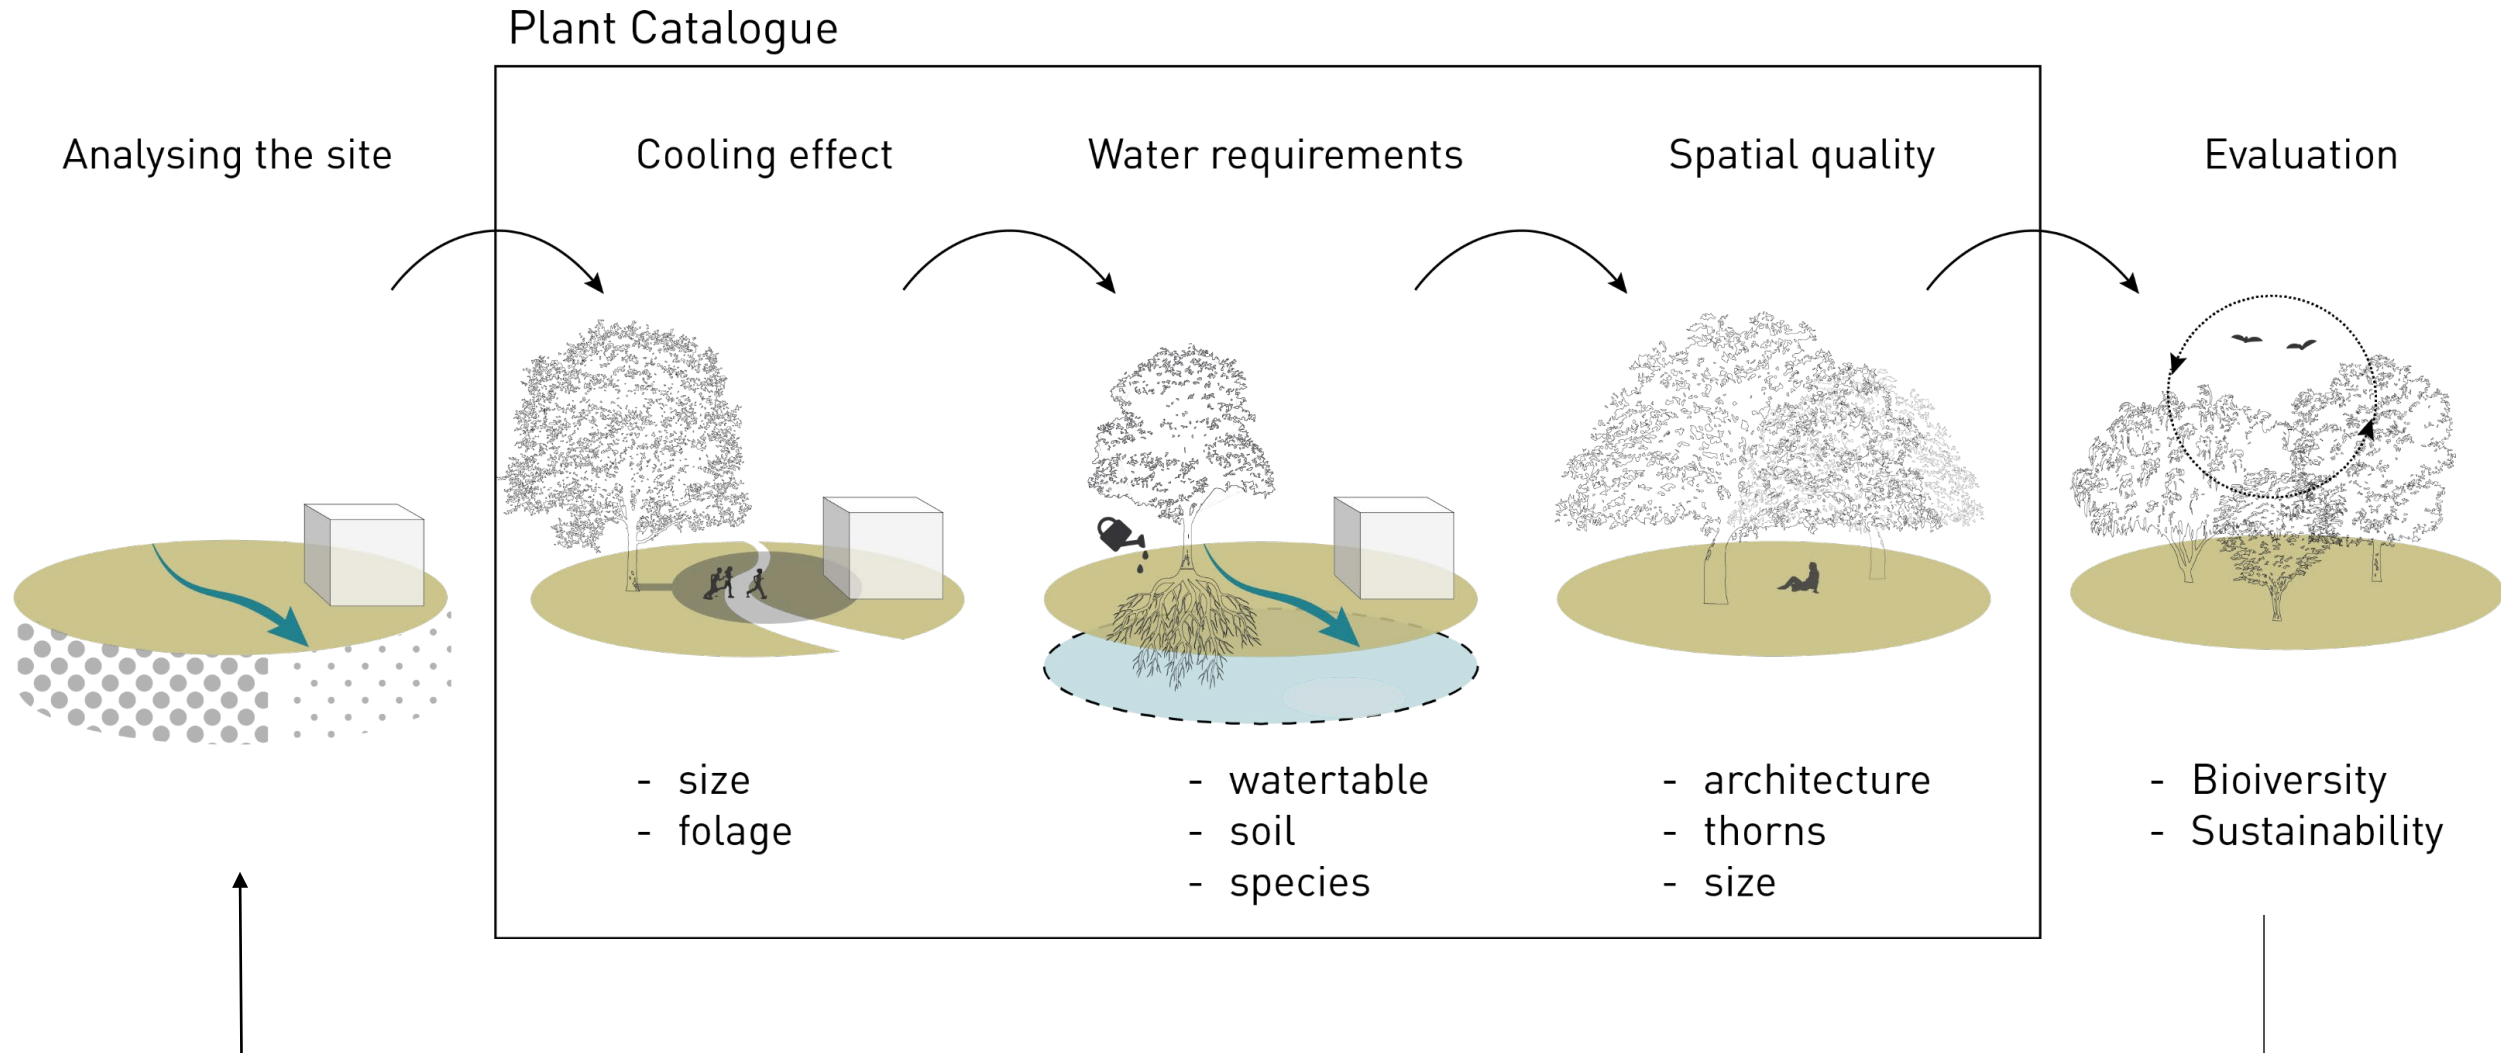 Plant Catalogue
Analysing the site
Cooling effect
Water requirements
Spatial quality
Evaluation
- size
- folage
- watertable
- soil
- species
- architecture
- thorns
- size
- Bioiversity
- Sustainability